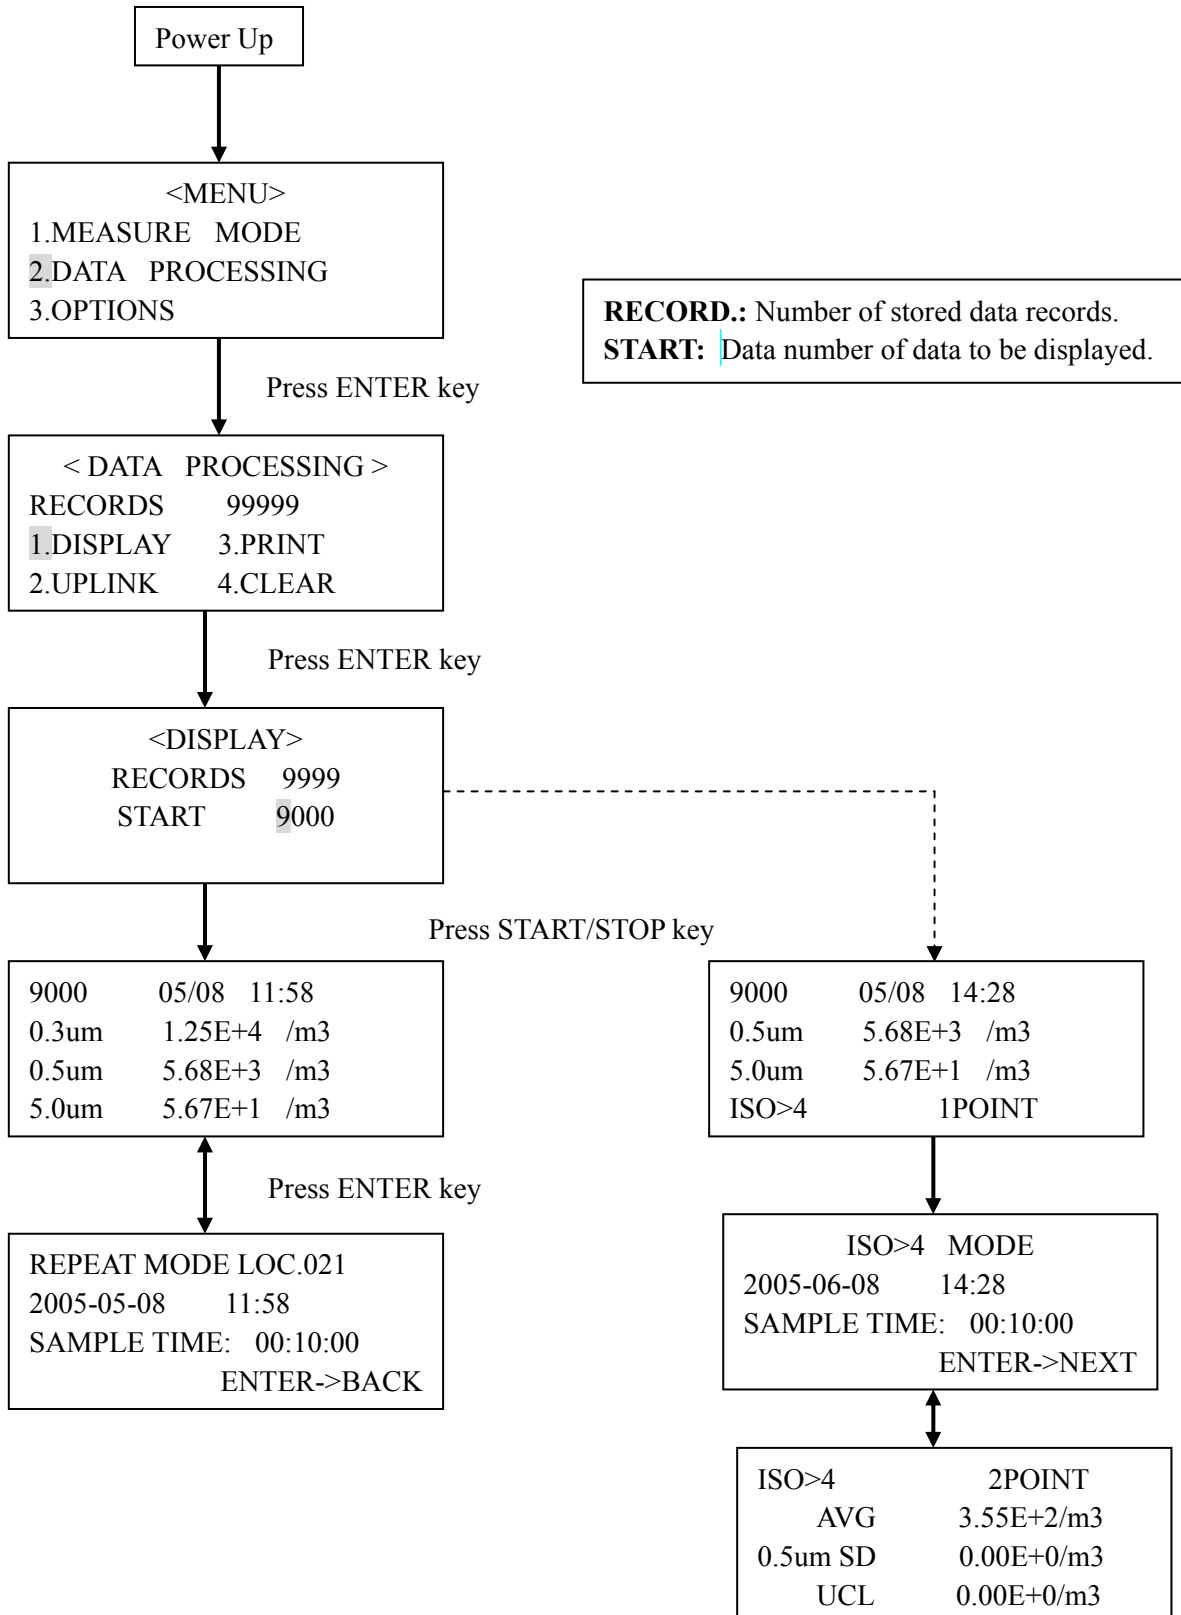 Power Up
<MENU>
1.MEASURE MODE
2.DATA PROCESSING
3.OPTIONS
RECORD.: Number of stored data records.
START: Data number of data to be displayed.
Press ENTER key
< DATA PROCESSING >
RECORDS 99999
1.DISPLAY 3.PRINT
2.UPLINK 4.CLEAR
Press ENTER key
<DISPLAY>
RECORDS 9999
START 9000
Press START/STOP key
9000 05/08 11:58
0.3um 1.25E+4 /m3
0.5um 5.68E+3 /m3
5.0um 5.67E+1 /m3
Press ENTER key
REPEAT MODE LOC.021
2005-05-08 11:58
SAMPLE TIME: 00:10:00
ENTER->BACK
9000 05/08 14:28
0.5um 5.68E+3 /m3
5.0um 5.67E+1 /m3
ISO>4 1POINT
ISO>4 MODE
2005-06-08 14:28
SAMPLE TIME: 00:10:00
ENTER->NEXT
ISO>4 2POINT
AVG 3.55E+2/m3
0.5um SD 0.00E+0/m3
UCL 0.00E+0/m3